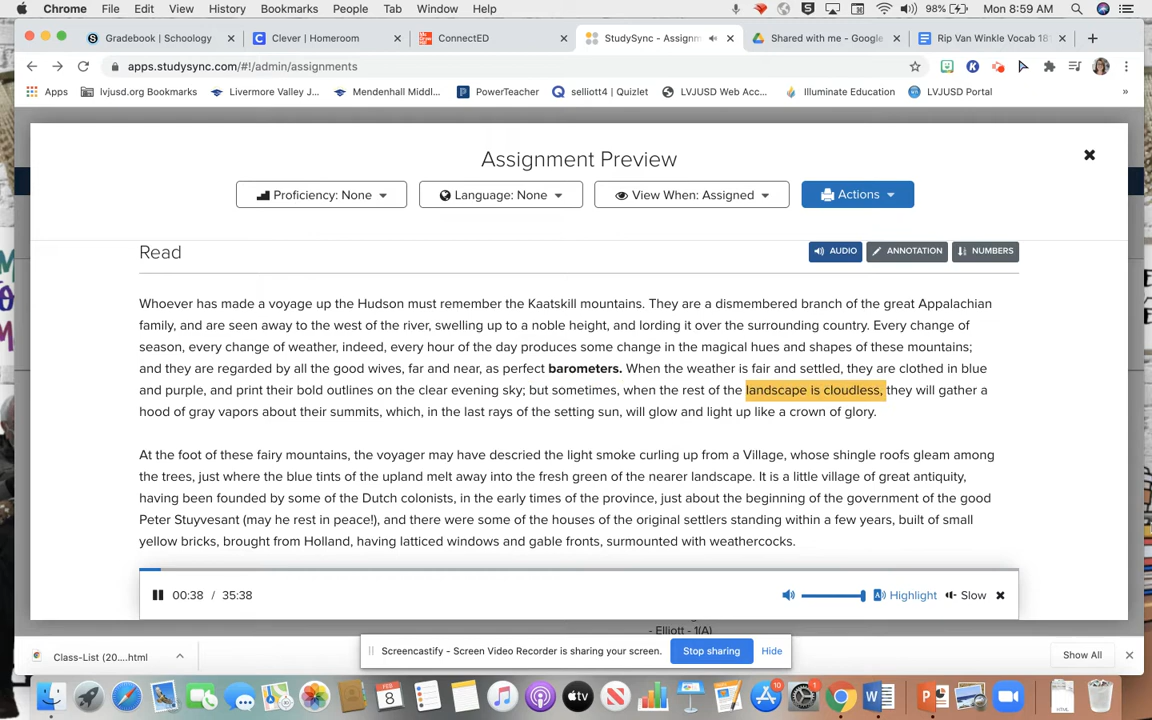 Chrome File Edit View History Bookmarks People Tab Window Help 98% Mon 8:59 AM
Gradebook | Schoology Clever | Homeroom ConnectED StudySync - Assignm Shared with me - Google Rip Van Winkle Vocab 18
apps.studysync.com/#!/admin/assignments
Apps lvjusd.org Bookmarks Livermore Valley J... Mendenhall Middl... PowerTeacher selliott4 | Quizlet LVJUSD Web Acc... Illuminate Education LVJUSD Portal »
Assignment Preview
Proficiency: None Language: None View When: Assigned Actions
Read AUDIO ANNOTATION NUMBERS
Whoever has made a voyage up the Hudson must remember the Kaatskill mountains. They are a dismembered branch of the great Appalachian
family, and are seen away to the west of the river, swelling up to a noble height, and lording it over the surrounding country. Every change of
season, every change of weather, indeed, every hour of the day produces some change in the magical hues and shapes of these mountains;
and they are regarded by all the good wives, far and near, as perfect barometers. When the weather is fair and settled, they are clothed in blue
and purple, and print their bold outlines on the clear evening sky; but sometimes, when the rest of the landscape is cloudless, they will gather a
hood of gray vapors about their summits, which, in the last rays of the setting sun, will glow and light up like a crown of glory.
At the foot of these fairy mountains, the voyager may have descried the light smoke curling up from a Village, whose shingle roofs gleam among
the trees, just where the blue tints of the upland melt away into the fresh green of the nearer landscape. It is a little village of great antiquity,
having been founded by some of the Dutch colonists, in the early times of the province, just about the beginning of the government of the good
Peter Stuyvesant (may he rest in peace!), and there were some of the houses of the original settlers standing within a few years, built of small
yellow bricks, brought from Holland, having latticed windows and gable fronts, surmounted with weathercocks.
00:38 / 35:38 Highlight Slow
- Elliott - 1(A)
Screencastify - Screen Video Recorder is sharing your screen. Stop sharing Hide
Class-List (20....html Show All
FEB
8
10
1
HTML